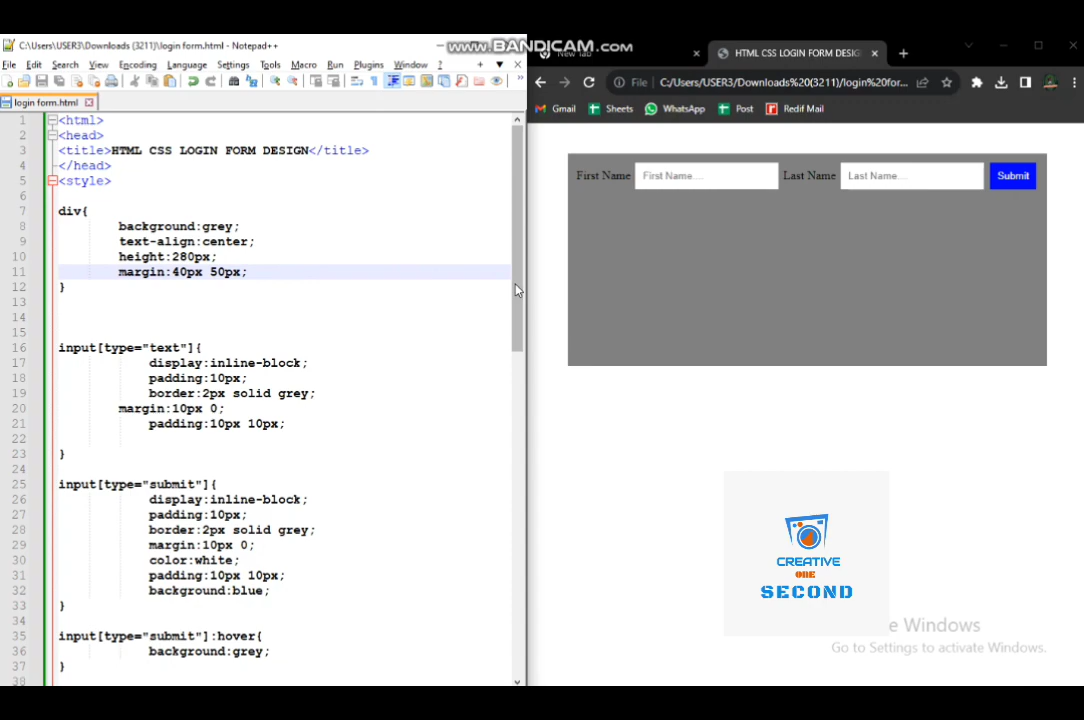 C:\Users\USER3\Downloads (3211)\login form.html - Notepad++
www.BANDICAM.com
File Edit Search View Encoding Language Settings Tools Macro Run Plugins Window ?
login form.html
1 <html>
2 <head>
3 <title>HTML CSS LOGIN FORM DESIGN</title>
4 </head>
5 <style>
6
7 div{
8 background:grey;
9 text-align:center;
10 height:280px;
11 margin:40px 50px;
12 }
13
14
15
16 input[type="text"]{
17 display:inline-block;
18 padding:10px;
19 border:2px solid grey;
20 margin:10px 0;
21 padding:10px 10px;
22
23 }
24
25 input[type="submit"]{
26 display:inline-block;
27 padding:10px;
28 border:2px solid grey;
29 margin:10px 0;
30 color:white;
31 padding:10px 10px;
32 background:blue;
33 }
34
35 input[type="submit"]:hover{
36 background:grey;
37 }
38
New Tab
HTML CSS LOGIN FORM DESIG
File C:/Users/USER3/Downloads%20(3211)/login%20for...
Gmail Sheets WhatsApp Post Redif Mail
First Name First Name.... Last Name Last Name.... Submit
CREATIVE
ONE
SECOND
e Windows
Go to Settings to activate Windows.